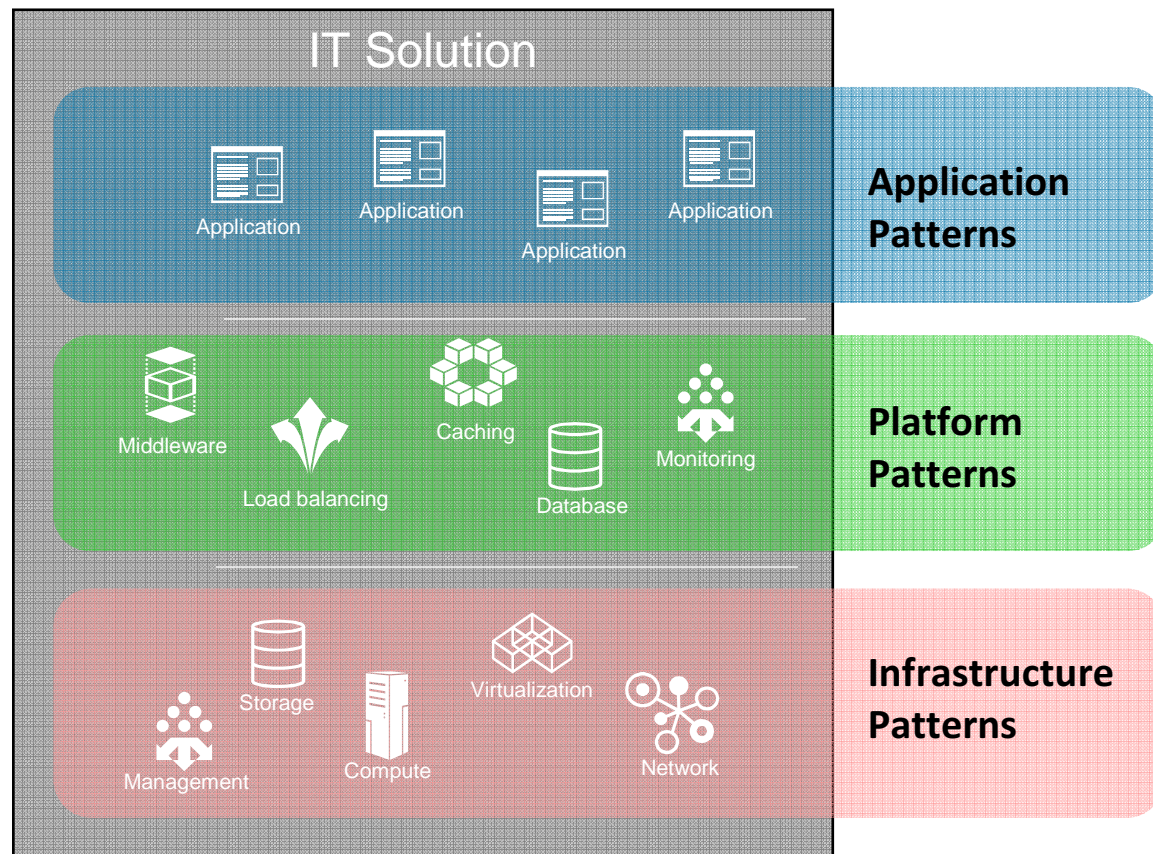 IT Solution
Application
Application
Application
Application
Application
Patterns
Middleware
Load balancing
Caching
Database
Monitoring
Platform
Patterns
Management
Storage
Compute
Virtualization
Network
Infrastructure
Patterns